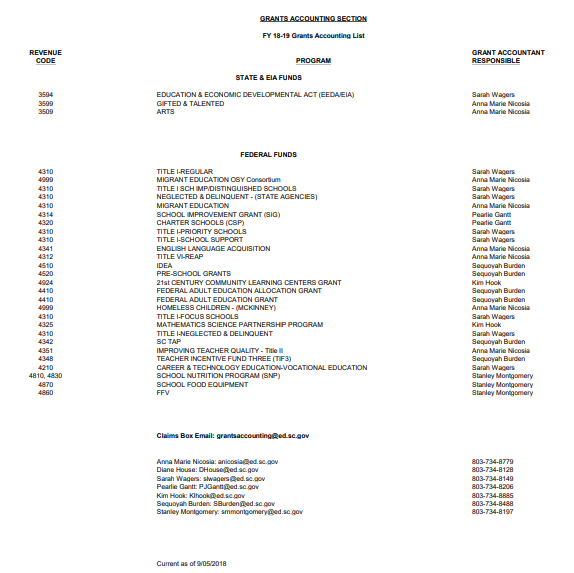 GRANTS ACCOUNTING SECTION
FY 18-19 Grants Accounting List
REVENUE CODE PROGRAM GRANT ACCOUNTANT RESPONSIBLE
STATE & EIA FUNDS
3594 EDUCATION & ECONOMIC DEVELOPMENTAL ACT (EEDA/EIA) Sarah Wagers
3599 GIFTED & TALENTED Anna Marie Nicosia
3509 ARTS Anna Marie Nicosia
FEDERAL FUNDS
4310 TITLE I-REGULAR Sarah Wagers
4999 MIGRANT EDUCATION OSY Consortium Anna Marie Nicosia
4310 TITLE I SCH IMP/DISTINGUISHED SCHOOLS Sarah Wagers
4310 NEGLECTED & DELINQUENT - (STATE AGENCIES) Sarah Wagers
4310 MIGRANT EDUCATION Anna Marie Nicosia
4314 SCHOOL IMPROVEMENT GRANT (SIG) Pearlie Gantt
4320 CHARTER SCHOOLS (CSP) Pearlie Gantt
4310 TITLE I-PRIORITY SCHOOLS Sarah Wagers
4310 TITLE I-SCHOOL SUPPORT Sarah Wagers
4341 ENGLISH LANGUAGE ACQUISITION Anna Marie Nicosia
4312 TITLE VI-REAP Anna Marie Nicosia
4510 IDEA Sequoyah Burden
4520 PRE-SCHOOL GRANTS Sequoyah Burden
4924 21st CENTURY COMMUNITY LEARNING CENTERS GRANT Kim Hook
4410 FEDERAL ADULT EDUCATION ALLOCATION GRANT Sequoyah Burden
4410 FEDERAL ADULT EDUCATION GRANT Sequoyah Burden
4999 HOMELESS CHILDREN - (MCKINNEY) Anna Marie Nicosia
4310 TITLE I-FOCUS SCHOOLS Sarah Wagers
4325 MATHEMATICS SCIENCE PARTNERSHIP PROGRAM Kim Hook
4310 TITLE I-NEGLECTED & DELINQUENT Sarah Wagers
4342 SC TAP Sequoyah Burden
4351 IMPROVING TEACHER QUALITY - Title II Anna Marie Nicosia
4348 TEACHER INCENTIVE FUND THREE (TIF3) Sequoyah Burden
4210 CAREER & TECHNOLOGY EDUCATION-VOCATIONAL EDUCATION Sarah Wagers
4810, 4830 SCHOOL NUTRITION PROGRAM (SNP) Stanley Montgomery
4870 SCHOOL FOOD EQUIPMENT Stanley Montgomery
4860 FFV Stanley Montgomery
Claims Box Email: grantsaccounting@ed.sc.gov
Anna Marie Nicosia: anicosia@ed.sc.gov 803-734-8779
Diane House: DHouse@ed.sc.gov 803-734-8128
Sarah Wagers: slwagers@ed.sc.gov 803-734-8149
Pearlie Gantt: PJGantt@ed.sc.gov 803-734-8206
Kim Hook: Klhook@ed.sc.gov 803-734-8885
Sequoyah Burden: SBurden@ed.sc.gov 803-734-8488
Stanley Montgomery: smmontgomery@ed.sc.gov 803-734-8197
Current as of 9/05/2018